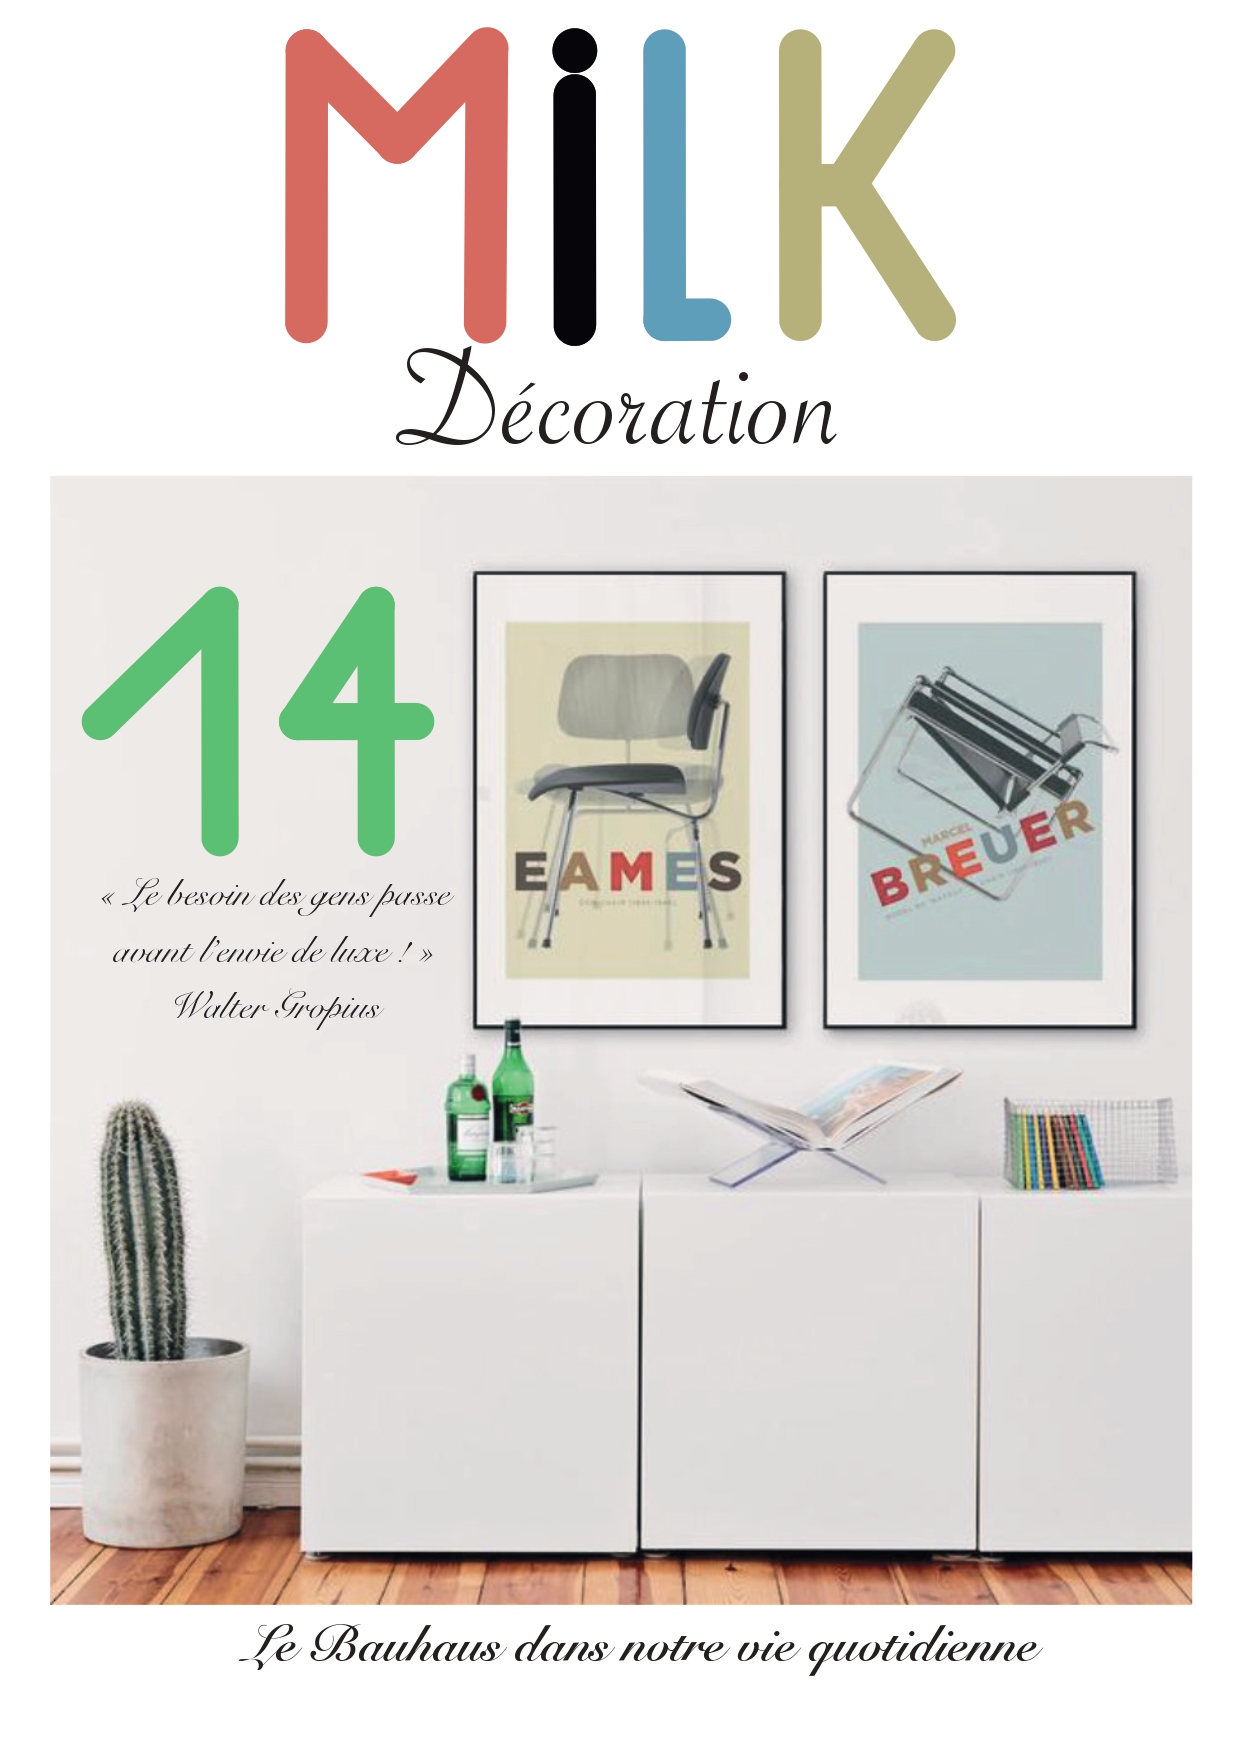 MiLK
Décoration
14
« Le besoin des gens passe
avant l'envie de luxe ! »
Walter Gropius
EAMES
MARCEL
BREUER
Le Bauhaus dans notre vie quotidienne